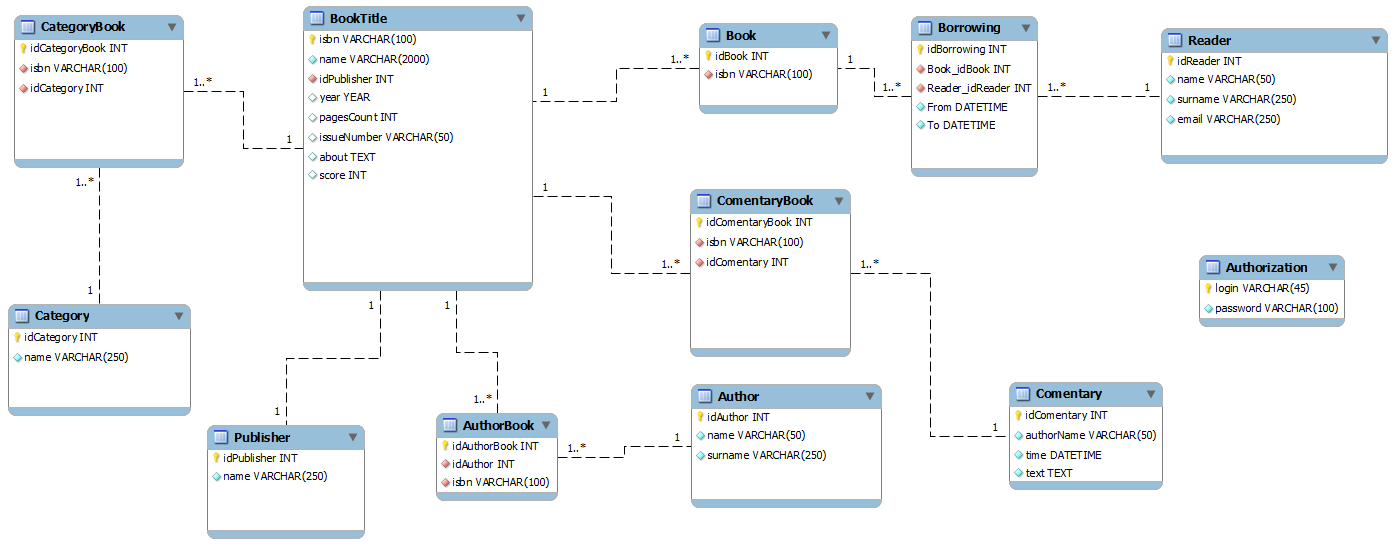 CategoryBook
idCategoryBook INT
isbn VARCHAR(100)
idCategory INT
1..*
1
1..*
1
BookTitle
isbn VARCHAR(100)
name VARCHAR(2000)
idPublisher INT
year YEAR
pagesCount INT
issueNumber VARCHAR(50)
about TEXT
score INT
1
1..*
1
1..*
1
1
1
1..*
Book
idBook INT
isbn VARCHAR(100)
1
1..*
Borrowing
idBorrowing INT
Book_idBook INT
Reader_idReader INT
From DATETIME
To DATETIME
1..*
1
Reader
idReader INT
name VARCHAR(50)
surname VARCHAR(250)
email VARCHAR(250)
ComentaryBook
idComentaryBook INT
isbn VARCHAR(100)
idComentary INT
1..*
1
Authorization
login VARCHAR(45)
password VARCHAR(100)
Category
idCategory INT
name VARCHAR(250)
Publisher
idPublisher INT
name VARCHAR(250)
AuthorBook
idAuthorBook INT
idAuthor INT
isbn VARCHAR(100)
1..*
1
Author
idAuthor INT
name VARCHAR(50)
surname VARCHAR(250)
Comentary
idComentary INT
authorName VARCHAR(50)
time DATETIME
text TEXT